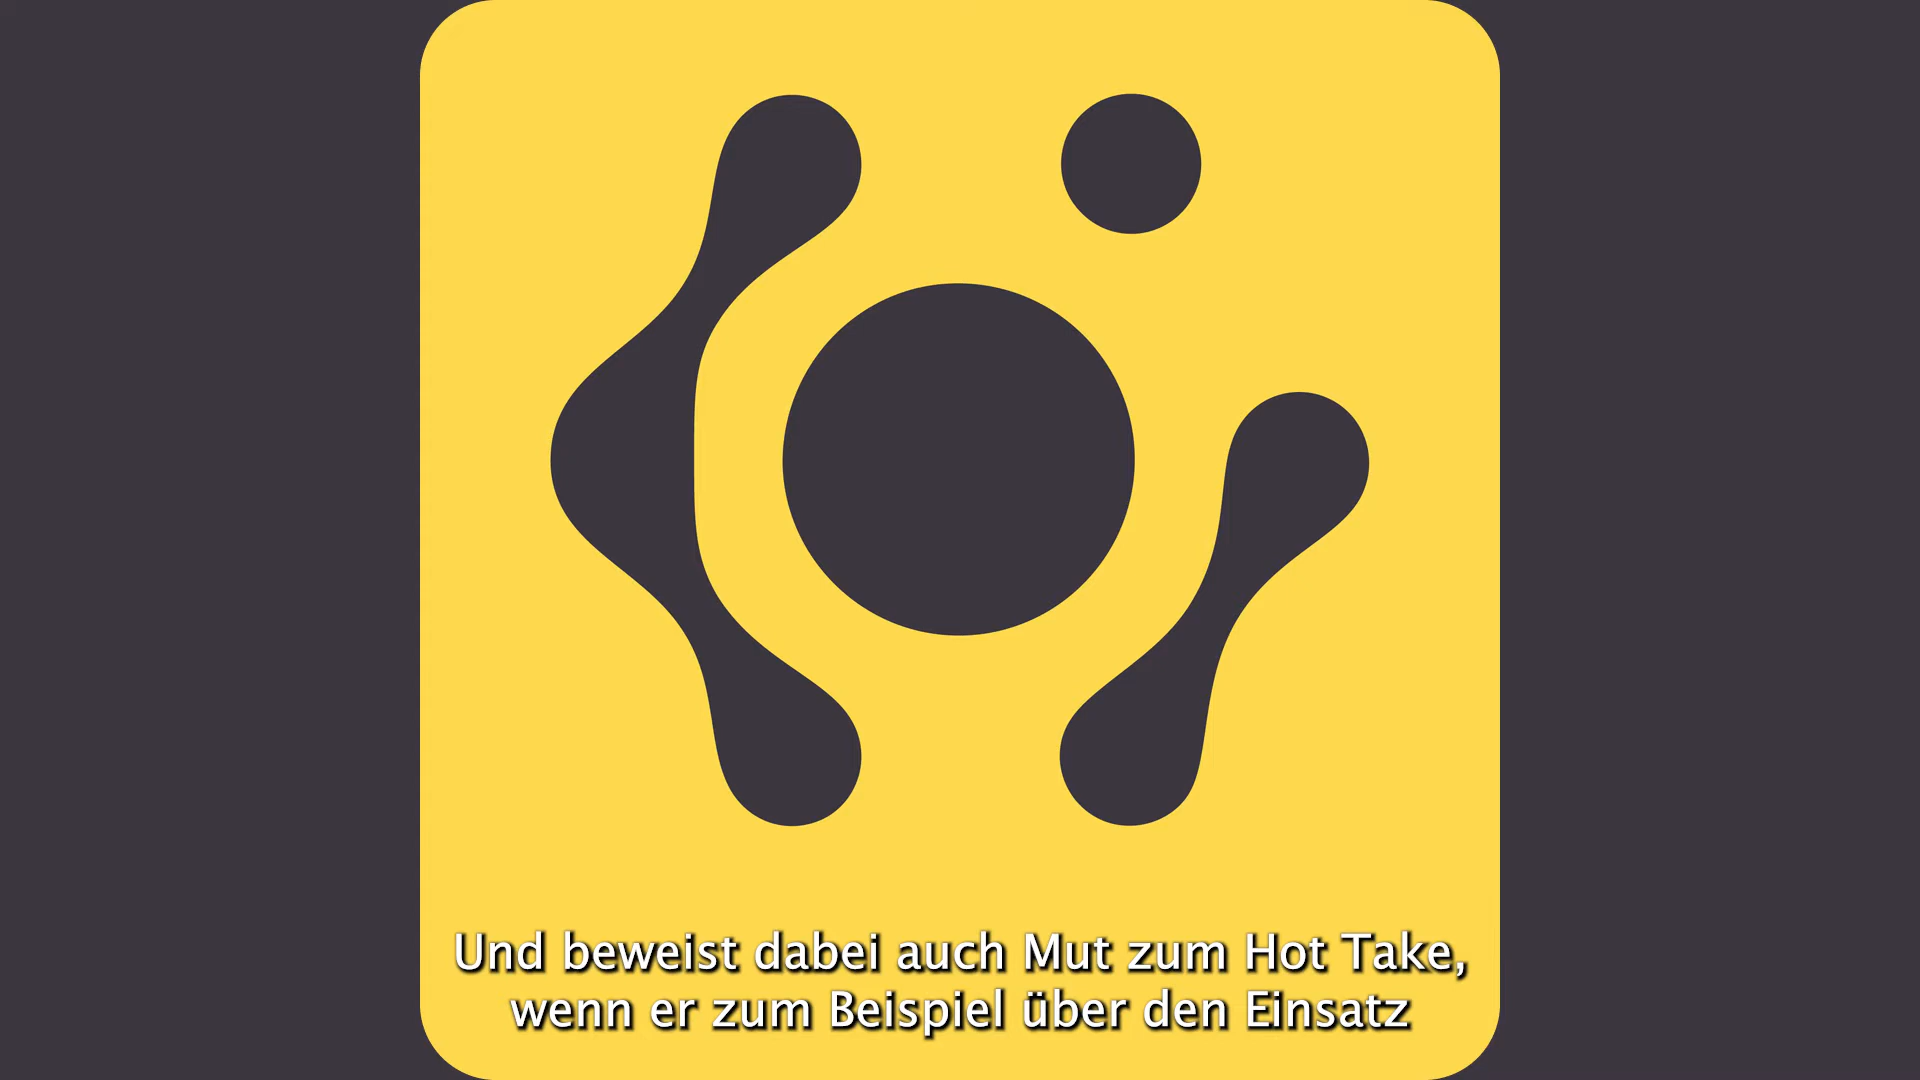 Und beweist dabei auch Mut zum Hot Take,
wenn er zum Beispiel über den Einsatz